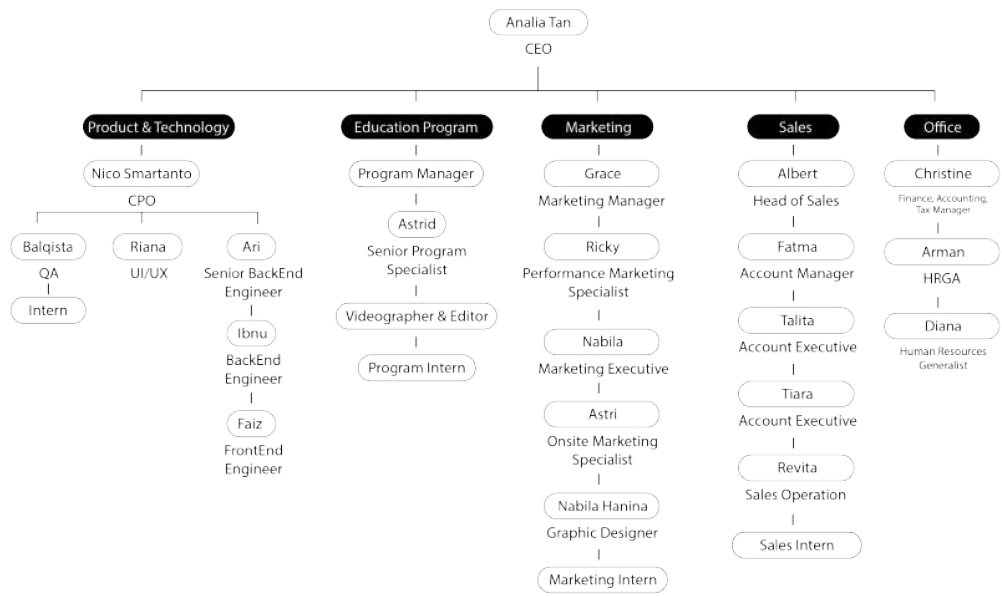 Analia Tan
CEO
Product & Technology
Nico Smartanto
CPO
Balqista
QA
Intern
Riana
UI/UX
Ari
Senior BackEnd
Engineer
Ibnu
BackEnd
Engineer
Faiz
FrontEnd
Engineer
Education Program
Program Manager
Astrid
Senior Program
Specialist
Videographer & Editor
Program Intern
Marketing
Grace
Marketing Manager
Ricky
Performance Marketing
Specialist
Nabila
Marketing Executive
Astri
Onsite Marketing
Specialist
Nabila Hanina
Graphic Designer
Marketing Intern
Sales
Albert
Head of Sales
Fatma
Account Manager
Talita
Account Executive
Tiara
Account Executive
Revita
Sales Operation
Sales Intern
Office
Christine
Finance, Accounting,
Tax Manager
Arman
HRGA
Diana
Human Resources
Generalist